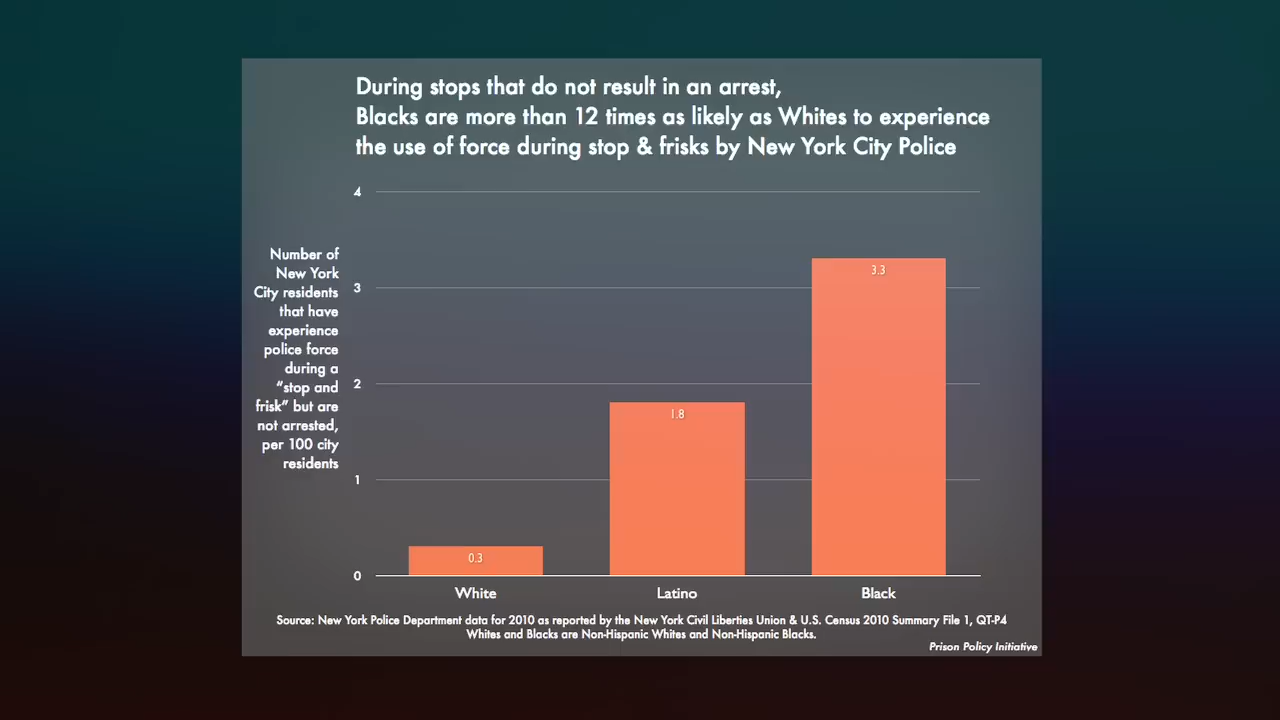 During stops that do not result in an arrest,
Blacks are more than 12 times as likely as Whites to experience
the use of force during stop & frisks by New York City Police
4
3
2
1
0
Number of
New York
City residents
that have
experience
police force
during a
"stop and
frisk" but are
not arrested,
per 100 city
residents
0.3
1.8
3.3
White
Latino
Black
Source: New York Police Department data for 2010 as reported by the New York Civil Liberties Union & U.S. Census 2010 Summary File 1, QT-P4
Whites and Blacks are Non-Hispanic Whites and Non-Hispanic Blacks.
Prison Policy Initiative